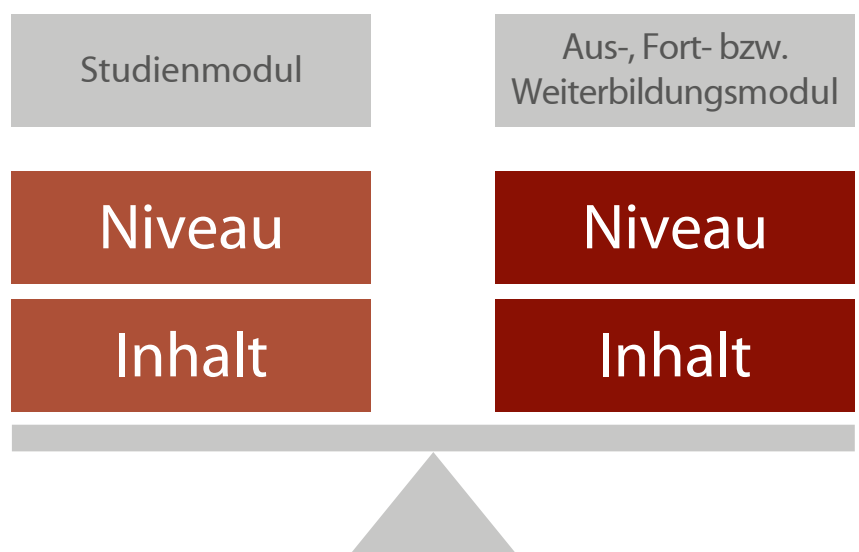 Studienmodul
Aus-, Fort- bzw.
Weiterbildungsmodul
Niveau
Niveau
Inhalt
Inhalt